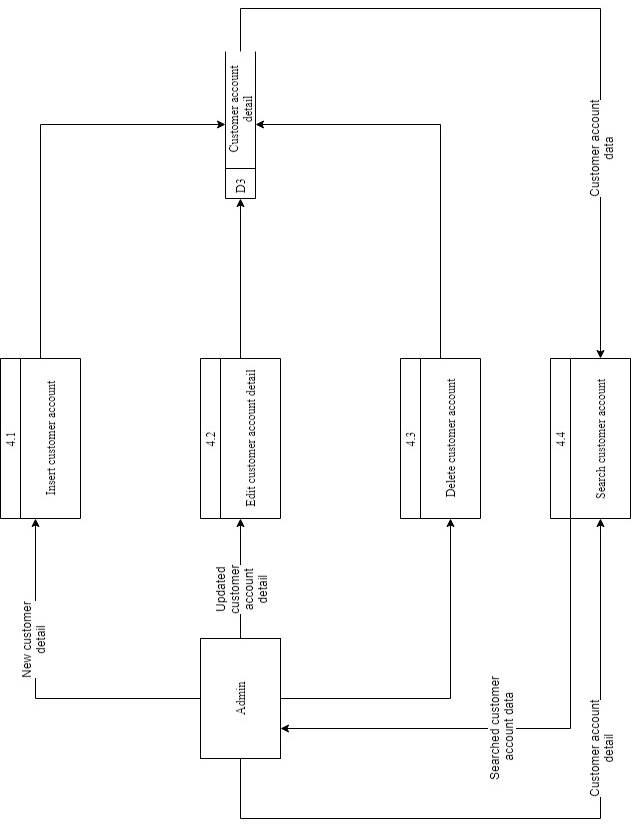 Customer account
detail
D3
Customer account
data
4.1
Insert customer account
4.2
Edit customer account detail
4.3
Delete customer account
4.4
Search customer account
New customer
detail
Updated
customer
account
detail
Admin
Searched customer
account data
Customer account
detail